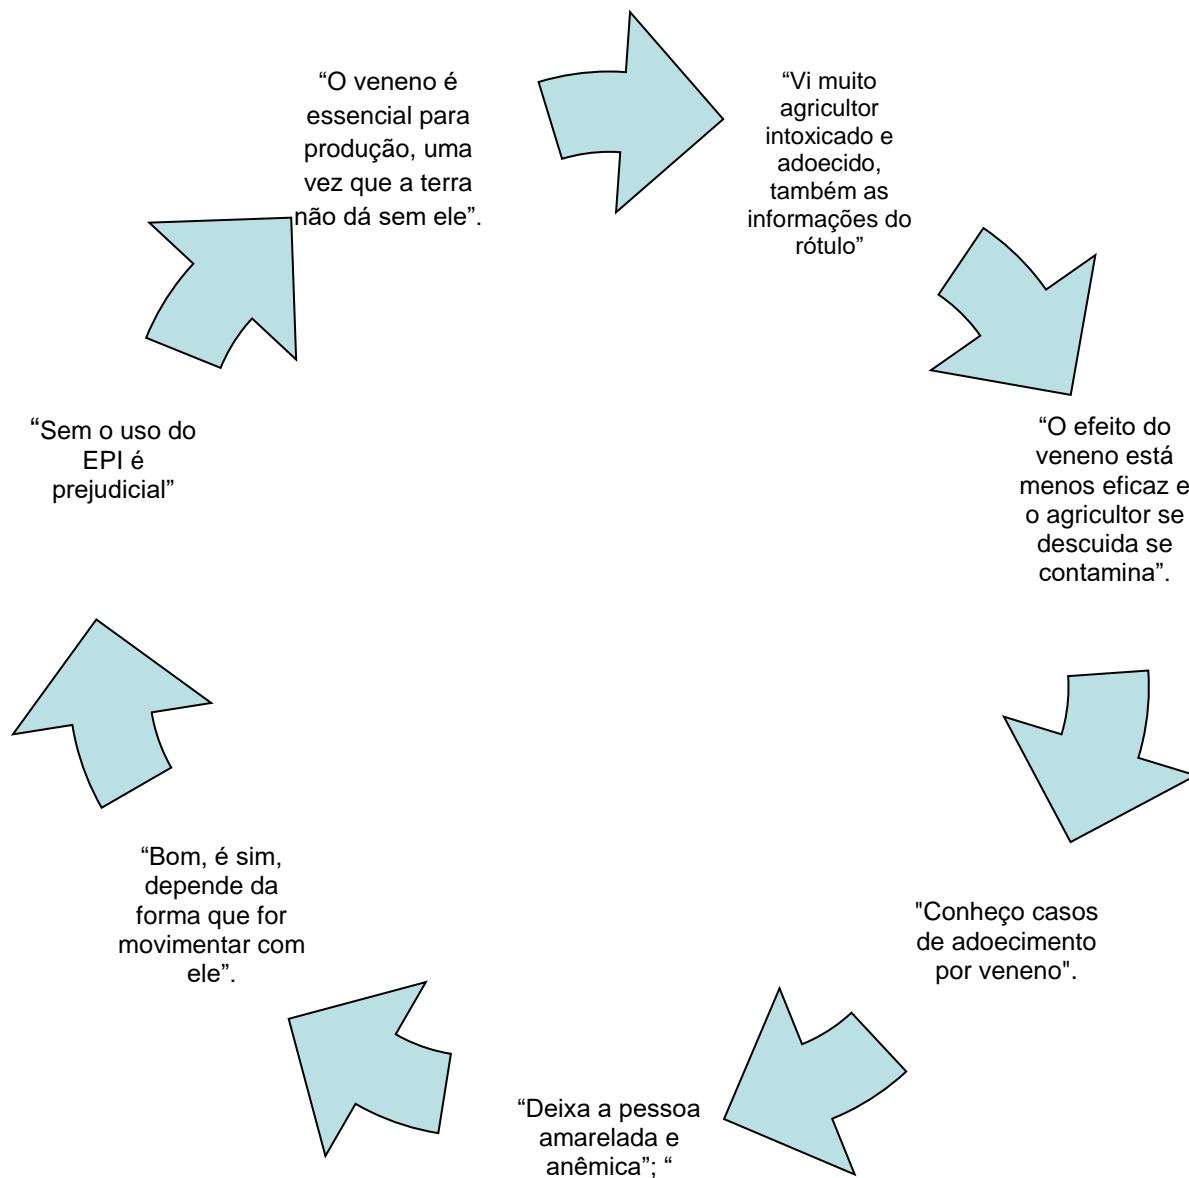 “O veneno é
essencial para
produção, uma
vez que a terra
não dá sem ele”.
“Vi muito
agricultor
intoxicado e
adoecido,
também as
informações do
rótulo”
“O efeito do
veneno está
menos eficaz e
o agricultor se
descuida se
contamina”.
"Conheço casos
de adoecimento
por veneno".
“Deixa a pessoa
amarelada e
anêmica”; “
“Bom, é sim,
depende da
forma que for
movimentar com
ele”.
“Sem o uso do
EPI é
prejudicial”